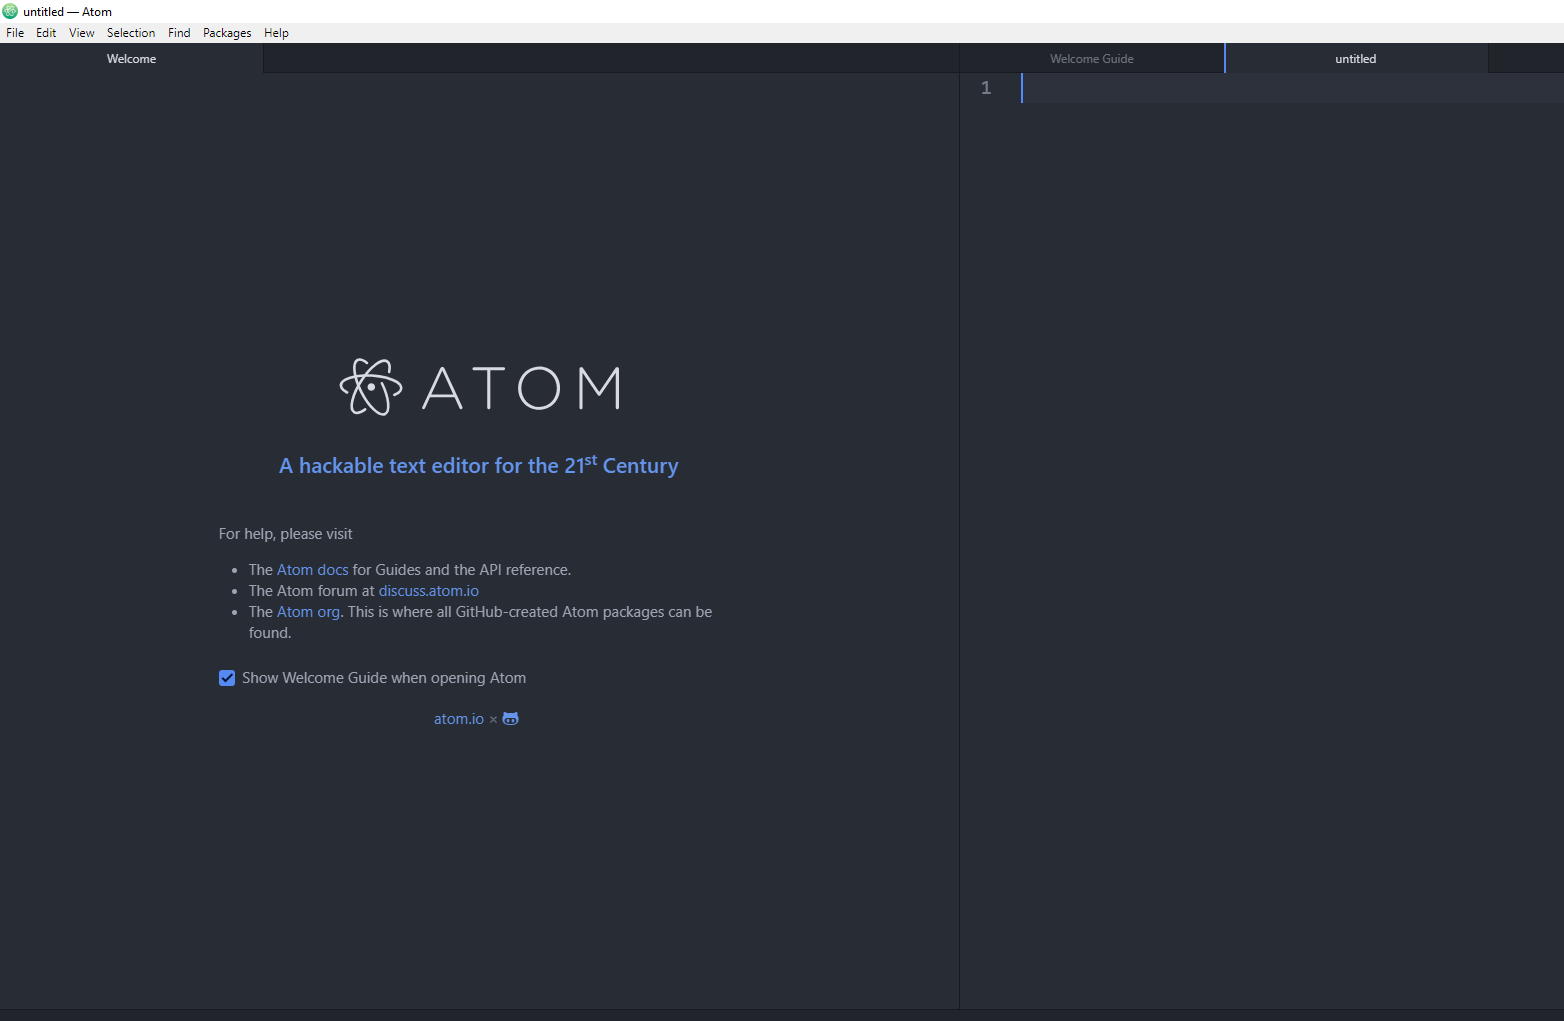 untitled — Atom
File Edit View Selection Find Packages Help
Welcome
Welcome Guide
untitled
1
ATOM
A hackable text editor for the 21st Century
For help, please visit
• The Atom docs for Guides and the API reference.
• The Atom forum at discuss.atom.io
• The Atom org. This is where all GitHub-created Atom packages can be
found.
Show Welcome Guide when opening Atom
atom.io ×